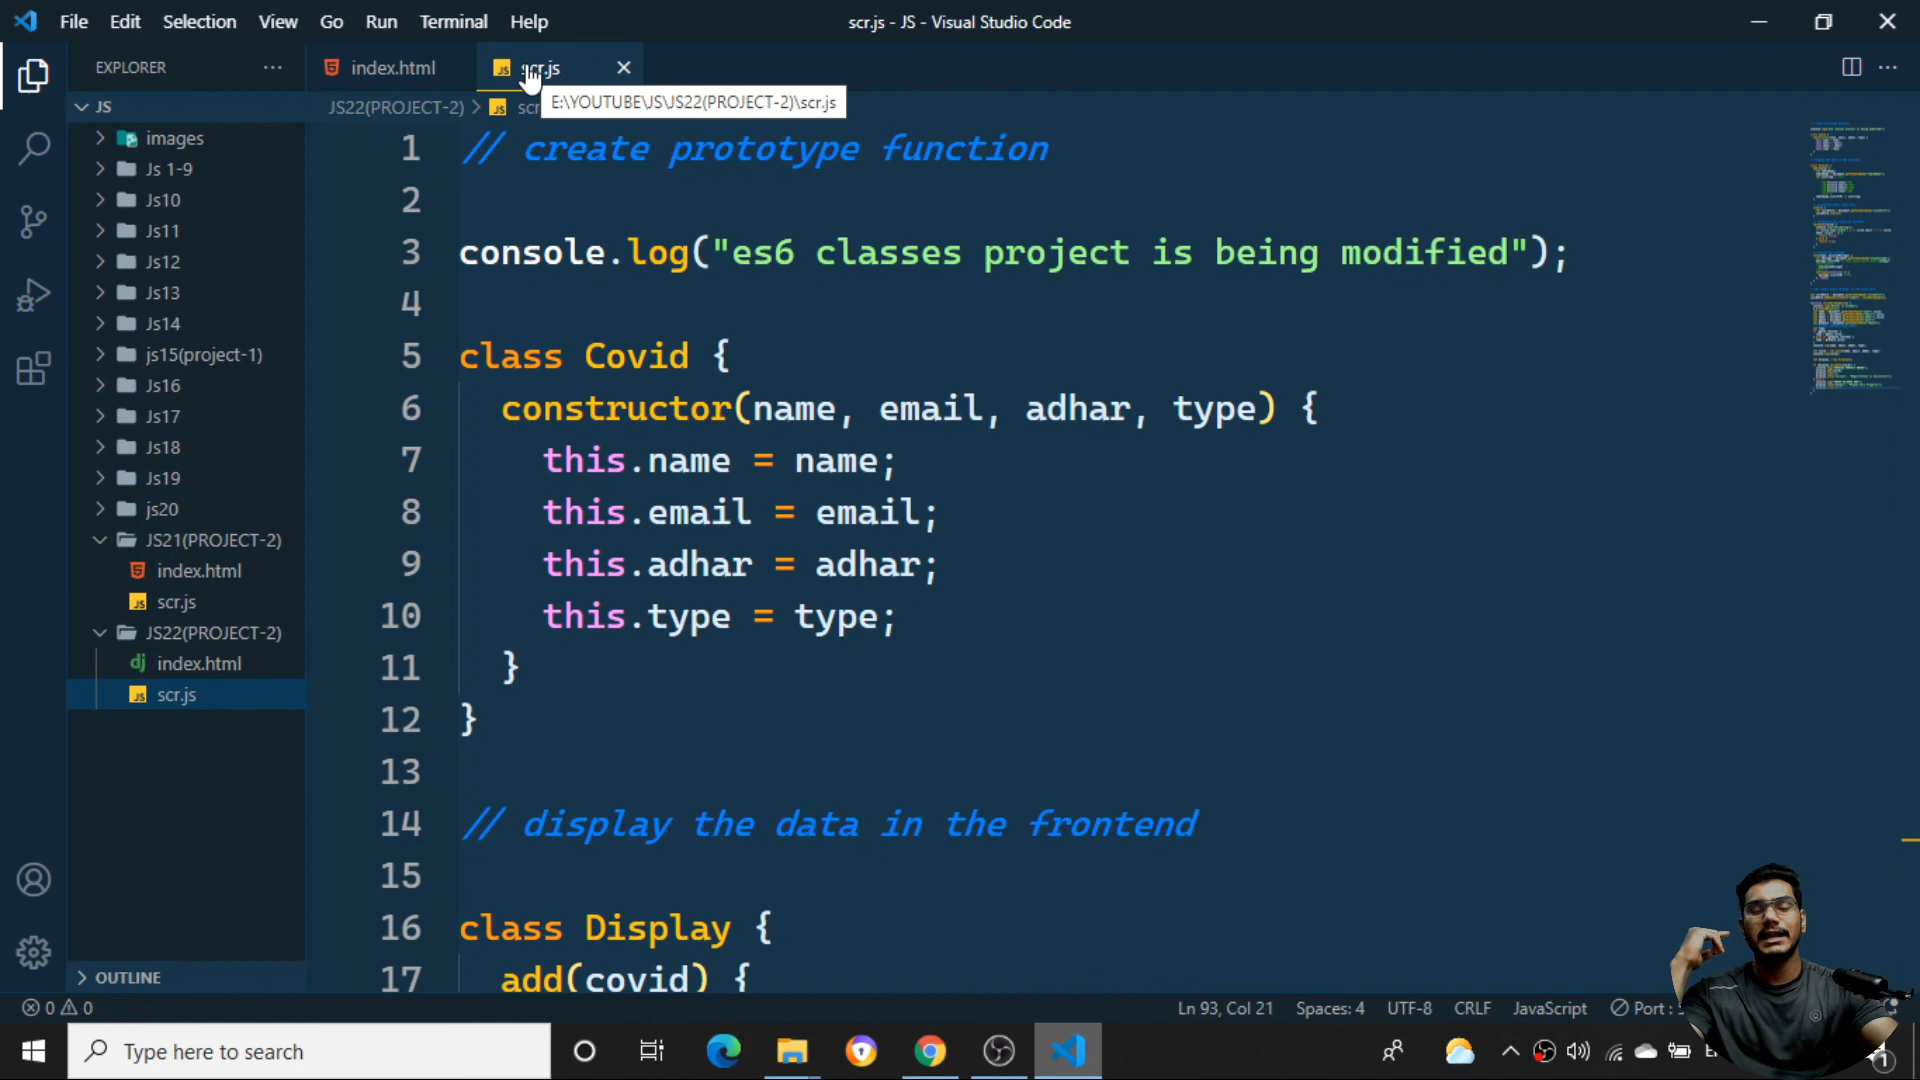 File Edit Selection View Go Run Terminal Help
scr.js - JS - Visual Studio Code
EXPLORER
JS
images
Js 1-9
Js10
Js11
Js12
Js13
Js14
js15(project-1)
Js16
Js17
Js18
Js19
js20
JS21(PROJECT-2)
index.html
scr.js
JS22(PROJECT-2)
index.html
scr.js
OUTLINE
index.html
scr.js
JS22(PROJECT-2) > JS scr
E:\YOUTUBE\JS\JS22(PROJECT-2)\scr.js
1 // create prototype function
2
3 console.log("es6 classes project is being modified");
4
5 class Covid {
6 constructor(name, email, adhar, type) {
7 this.name = name;
8 this.email = email;
9 this.adhar = adhar;
10 this.type = type;
11 }
12 }
13
14 // display the data in the frontend
15
16 class Display {
17 add(covid) {
0 0
Ln 93, Col 21 Spaces: 4 UTF-8 CRLF JavaScript Port :
Type here to search
1